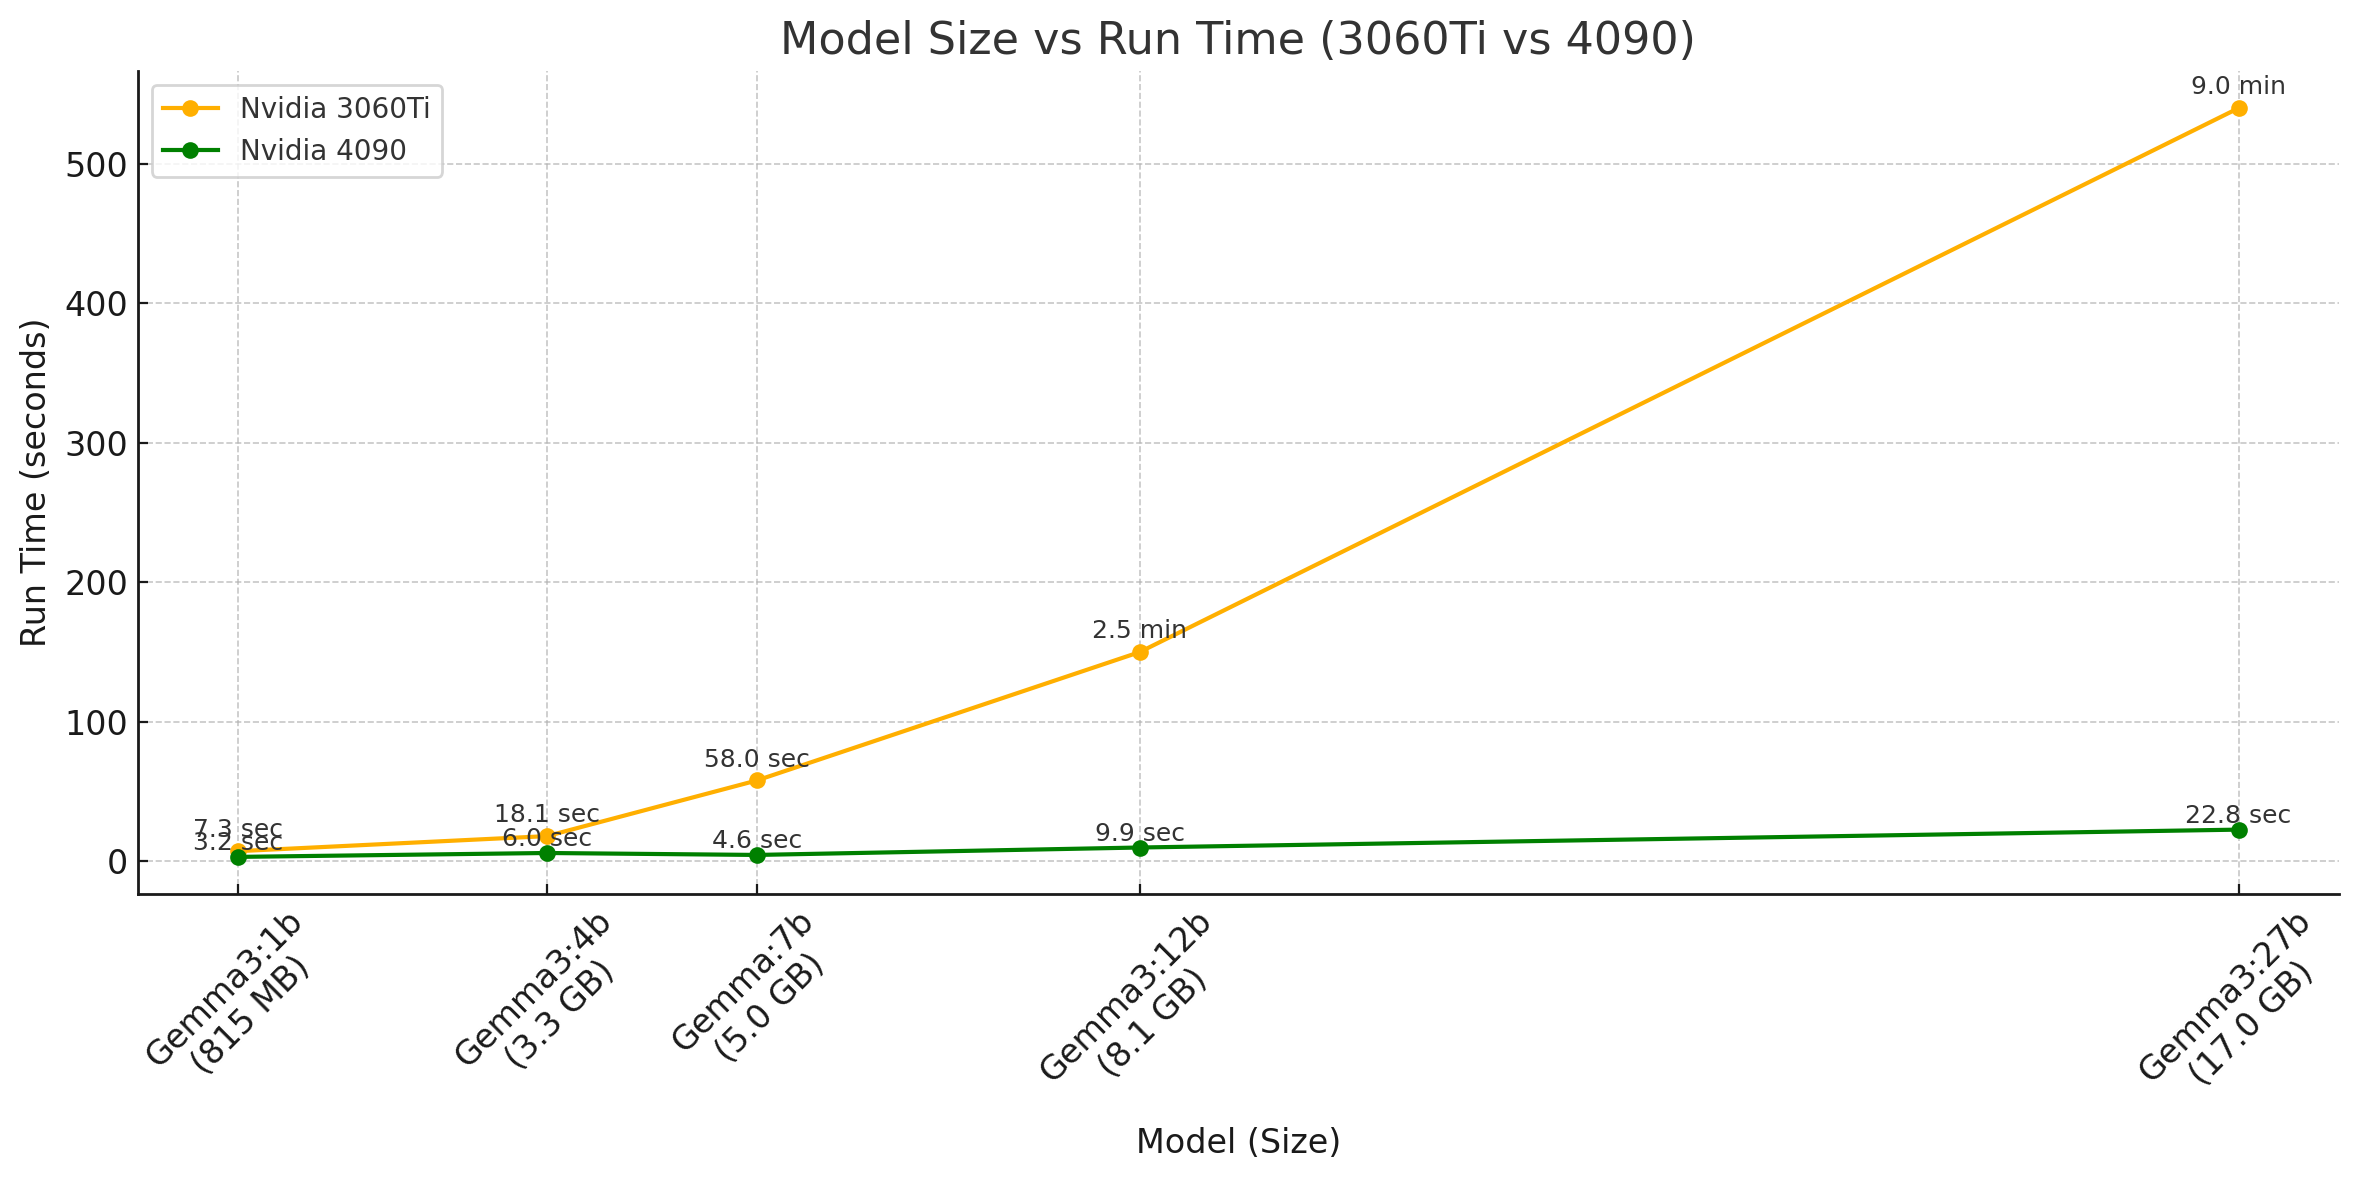 Model Size vs Run Time (3060Ti vs 4090)
Nvidia 3060Ti
Nvidia 4090
Run Time (seconds)
500
400
300
200
100
0
9.0 min
2.5 min
58.0 sec
18.1 sec
7.3 sec
3.2 sec
6.0 sec
4.6 sec
9.9 sec
22.8 sec
Gemma3:1b
(815 MB)
Gemma3:4b
(3.3 GB)
Gemma:7b
(5.0 GB)
Gemma3:12b
(8.1 GB)
Gemma3:27b
(17.0 GB)
Model (Size)